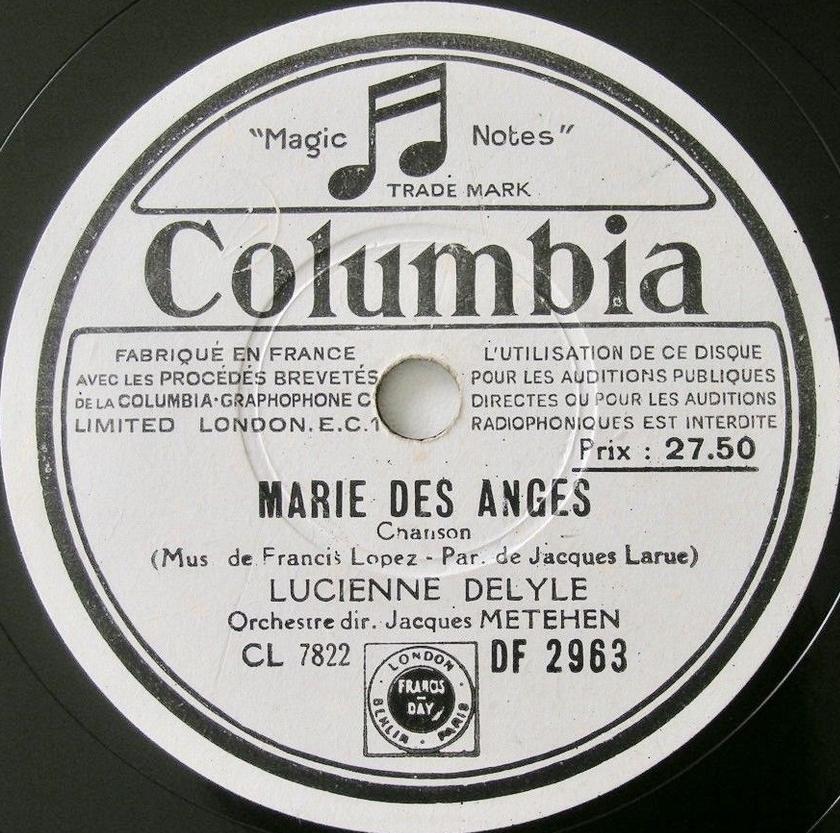 "Magic Notes"
TRADE MARK
Columbia
FABRIQUÉ EN FRANCE
AVEC LES PROCÉDÉS BREVETÉS
DE LA COLUMBIA·GRAPHOPHONE C
LIMITED LONDON.E.C.1
L'UTILISATION DE CE DISQUE
POUR LES AUDITIONS PUBLIQUES
DIRECTES OU POUR LES AUDITIONS
RADIOPHONIQUES EST INTERDITE
Prix : 27.50
MARIE DES ANGES
Chanson
(Mus de Francis Lopez - Par. de Jacques Larue)
LUCIENNE DELYLE
Orchestre dir. Jacques METEHEN
CL 7822
DF 2963
LONDON
FRANCIS
DAY
BERLIN · PARIS